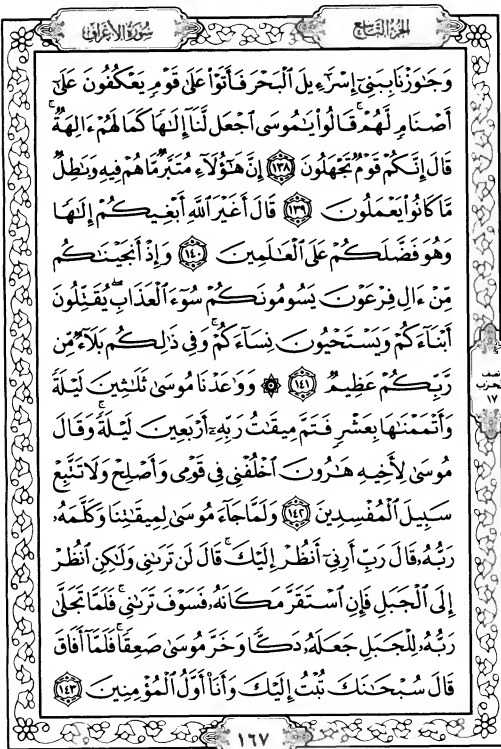 سُورَةُ الأَعْرَافِ
الجُزْءُ التَّاسِعُ
وَجَٰوَزْنَا بِبَنِىٓ إِسْرَٰٓءِيلَ ٱلْبَحْرَ فَأَتَوْا۟ عَلَىٰ قَوْمٍ يَعْكُفُونَ عَلَىٰٓ
أَصْنَامٍ لَّهُمْ ۚ قَالُوا۟ يَٰمُوسَى ٱجْعَل لَّنَآ إِلَٰهًا كَمَا لَهُمْ ءَالِهَةٌ ۚ
قَالَ إِنَّكُمْ قَوْمٌ تَجْهَلُونَ ١٣٨ إِنَّ هَٰٓؤُلَآءِ مُتَبَّرٌ مَّا هُمْ فِيهِ وَبَٰطِلٌ
مَّا كَانُوا۟ يَعْمَلُونَ ١٣٩ قَالَ أَغَيْرَ ٱللَّهِ أَبْغِيكُمْ إِلَٰهًا
وَهُوَ فَضَّلَكُمْ عَلَى ٱلْعَٰلَمِينَ ١٤٠ وَإِذْ أَنجَيْنَٰكُم
مِّنْ ءَالِ فِرْعَوْنَ يَسُومُونَكُمْ سُوٓءَ ٱلْعَذَابِ ۖ يُقَتِّلُونَ
أَبْنَآءَكُمْ وَيَسْتَحْيُونَ نِسَآءَكُمْ ۚ وَفِى ذَٰلِكُم بَلَآءٌ مِّن
رَّبِّكُمْ عَظِيمٌ ١٤١ ۞ وَوَٰعَدْنَا مُوسَىٰ ثَلَٰثِينَ لَيْلَةً
وَأَتْمَمْنَٰهَا بِعَشْرٍ فَتَمَّ مِيقَٰتُ رَبِّهِۦٓ أَرْبَعِينَ لَيْلَةً ۚ وَقَالَ
مُوسَىٰ لِأَخِيهِ هَٰرُونَ ٱخْلُفْنِى فِى قَوْمِى وَأَصْلِحْ وَلَا تَتَّبِعْ
سَبِيلَ ٱلْمُفْسِدِينَ ١٤٢ وَلَمَّا جَآءَ مُوسَىٰ لِمِيقَٰتِنَا وَكَلَّمَهُۥ
رَبُّهُۥ قَالَ رَبِّ أَرِنِىٓ أَنظُرْ إِلَيْكَ ۚ قَالَ لَن تَرَىٰنِى وَلَٰكِنِ ٱنظُرْ
إِلَى ٱلْجَبَلِ فَإِنِ ٱسْتَقَرَّ مَكَانَهُۥ فَسَوْفَ تَرَىٰنِى ۚ فَلَمَّا تَجَلَّىٰ
رَبُّهُۥ لِلْجَبَلِ جَعَلَهُۥ دَكًّا وَخَرَّ مُوسَىٰ صَعِقًا ۚ فَلَمَّآ أَفَاقَ
قَالَ سُبْحَٰنَكَ تُبْتُ إِلَيْكَ وَأَنَا۠ أَوَّلُ ٱلْمُؤْمِنِينَ ١٤٣
نصف
الحزب
١٧
١٦٧